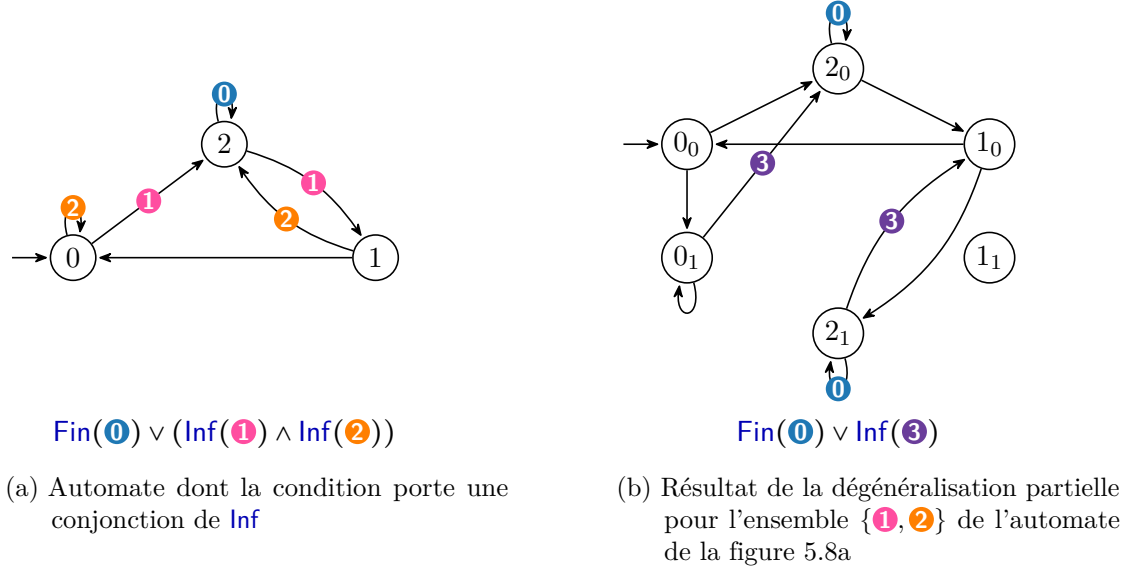 0
2
2
1
1
2
0
1
Fin(0) ∨ (Inf(1) ∧ Inf(2))
(a) Automate dont la condition porte une
conjonction de Inf
0
2₀
0₀
1₀
3
3
0₁
1₁
2₁
0
Fin(0) ∨ Inf(3)
(b) Résultat de la dégénéralisation partielle
pour l'ensemble {1, 2} de l'automate
de la figure 5.8a